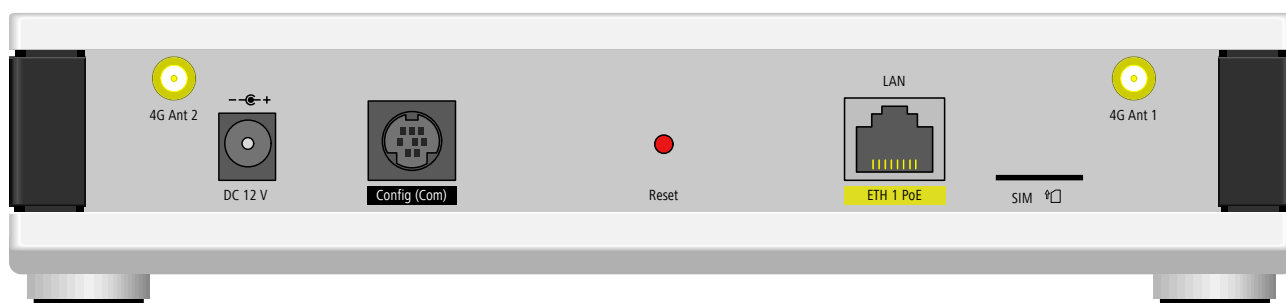 LAN
4G Ant 2
4G Ant 1
DC 12 V
Config (Com)
Reset
ETH 1 PoE
SIM